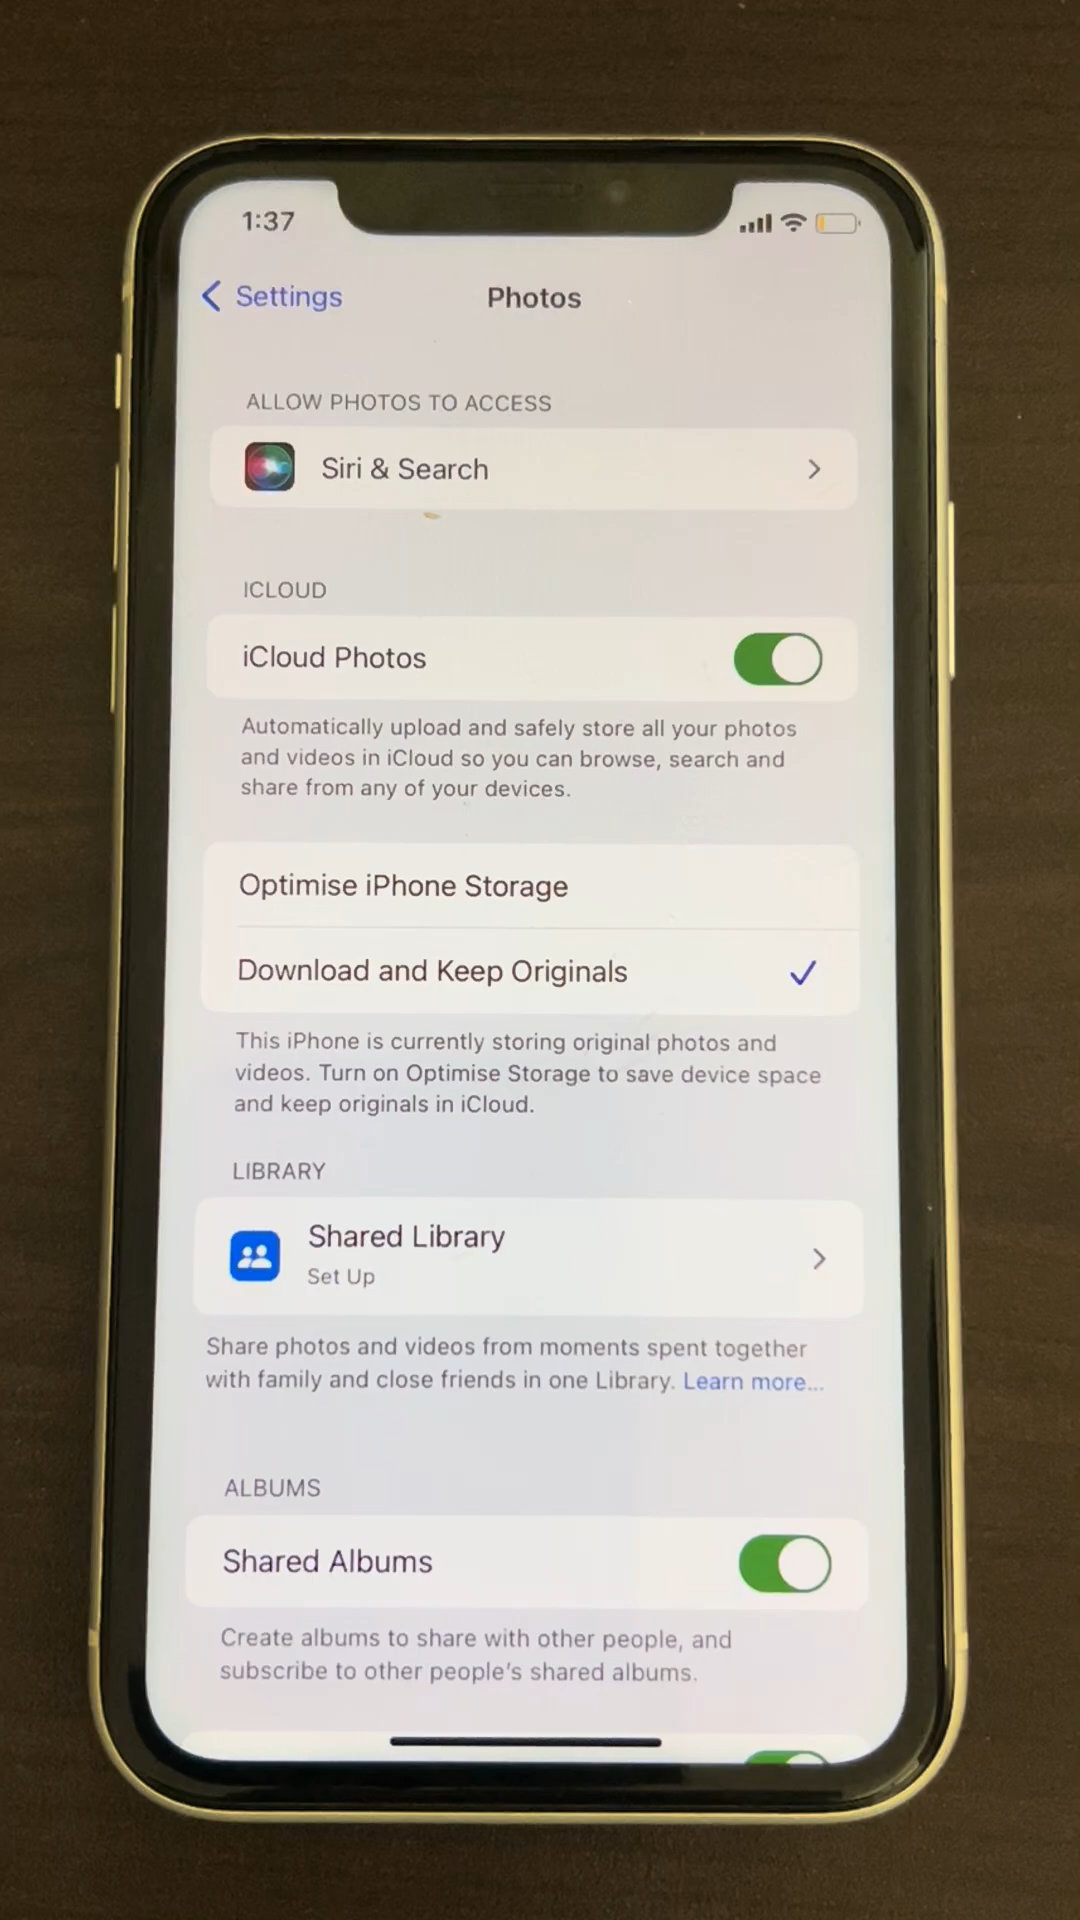 1:37
Settings
Photos
ALLOW PHOTOS TO ACCESS
Siri & Search
ICLOUD
iCloud Photos
Automatically upload and safely store all your photos
and videos in iCloud so you can browse, search and
share from any of your devices.
Optimise iPhone Storage
Download and Keep Originals
This iPhone is currently storing original photos and
videos. Turn on Optimise Storage to save device space
and keep originals in iCloud.
LIBRARY
Shared Library
Set Up
Share photos and videos from moments spent together
with family and close friends in one Library. Learn more...
ALBUMS
Shared Albums
Create albums to share with other people, and
subscribe to other people's shared albums.